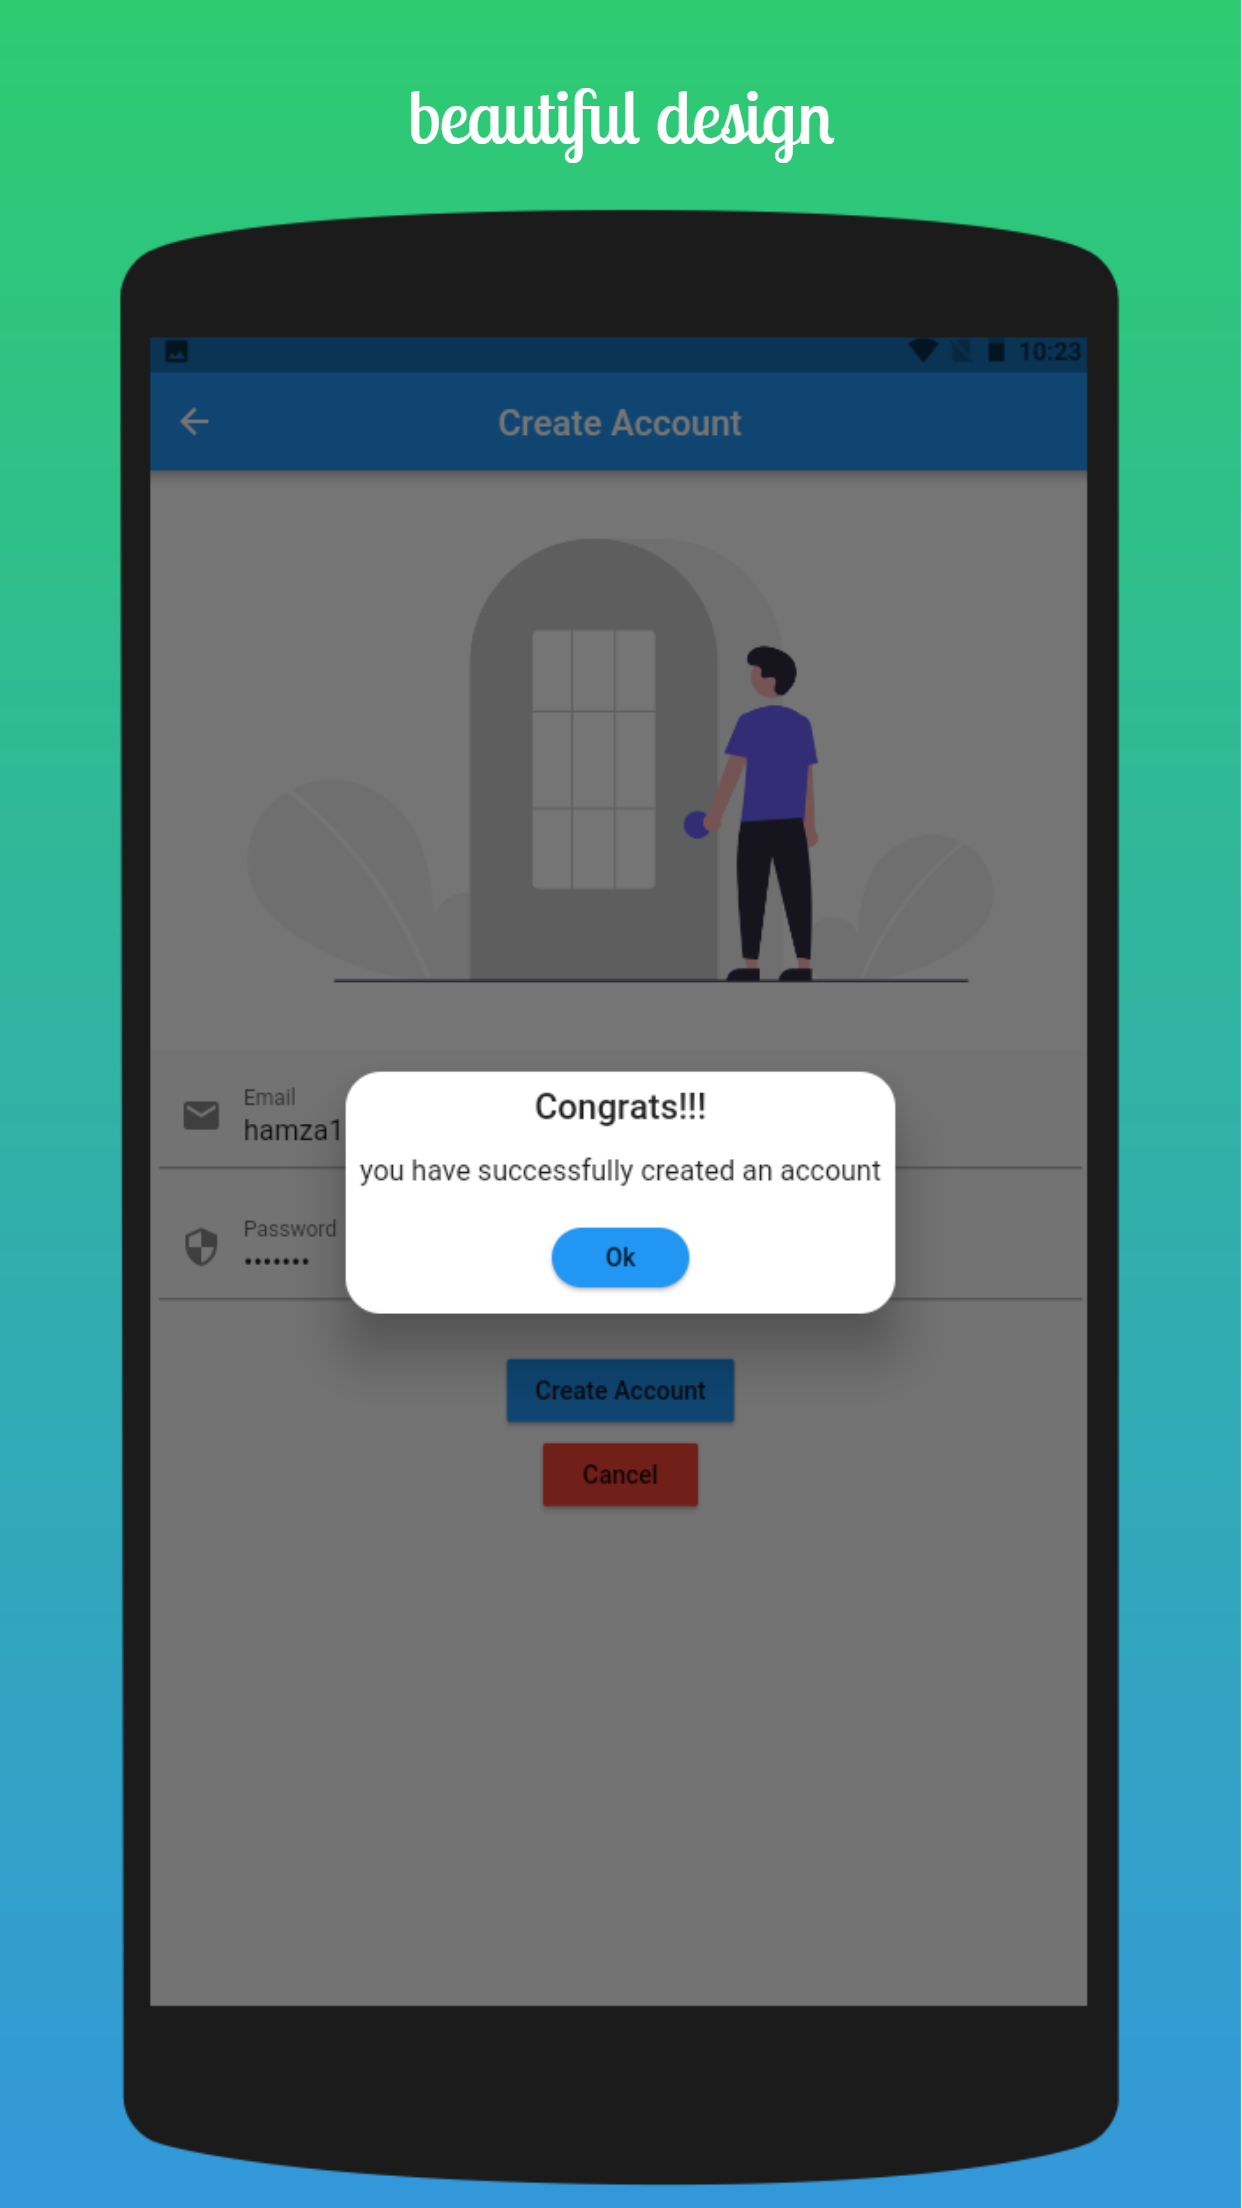 beautiful design
10:23
Create Account
Email
hamza1
Congrats!!!
you have successfully created an account
Password
•••••••
Ok
Create Account
Cancel